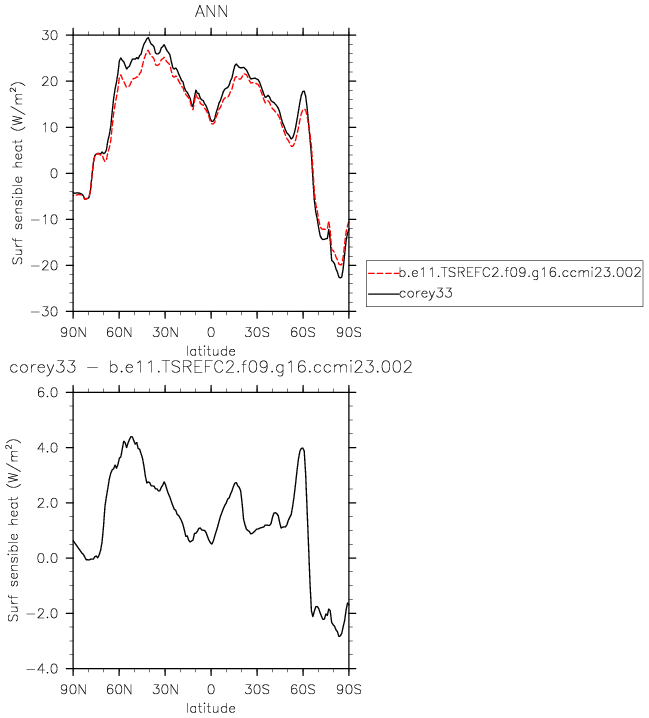 ANN
Surf sensible heat (W/m²)
30
20
10
0
−10
−20
−30
90N 60N 30N 0 30S 60S 90S
latitude
b.e11.TSREFC2.f09.g16.ccmi23.002
corey33
corey33 − b.e11.TSREFC2.f09.g16.ccmi23.002
Surf sensible heat (W/m²)
6.0
4.0
2.0
0.0
−2.0
−4.0
90N 60N 30N 0 30S 60S 90S
latitude